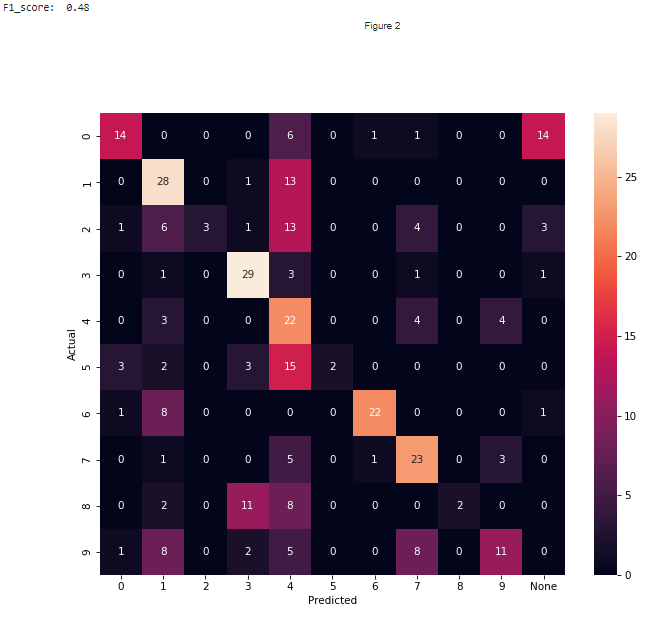 F1_score: 0.48
Figure 2
0 14 0 0 0 6 0 1 1 0 0 14
1 0 28 0 1 13 0 0 0 0 0 0
2 1 6 3 1 13 0 0 4 0 0 3
3 0 1 0 29 3 0 0 1 0 0 1
4 0 3 0 0 22 0 0 4 0 4 0
5 3 2 0 3 15 2 0 0 0 0 0
6 1 8 0 0 0 0 22 0 0 0 1
7 0 1 0 0 5 0 1 23 0 3 0
8 0 2 0 11 8 0 0 0 2 0 0
9 1 8 0 2 5 0 0 8 0 11 0
0 1 2 3 4 5 6 7 8 9 None
Predicted
Actual
25
20
15
10
5
0